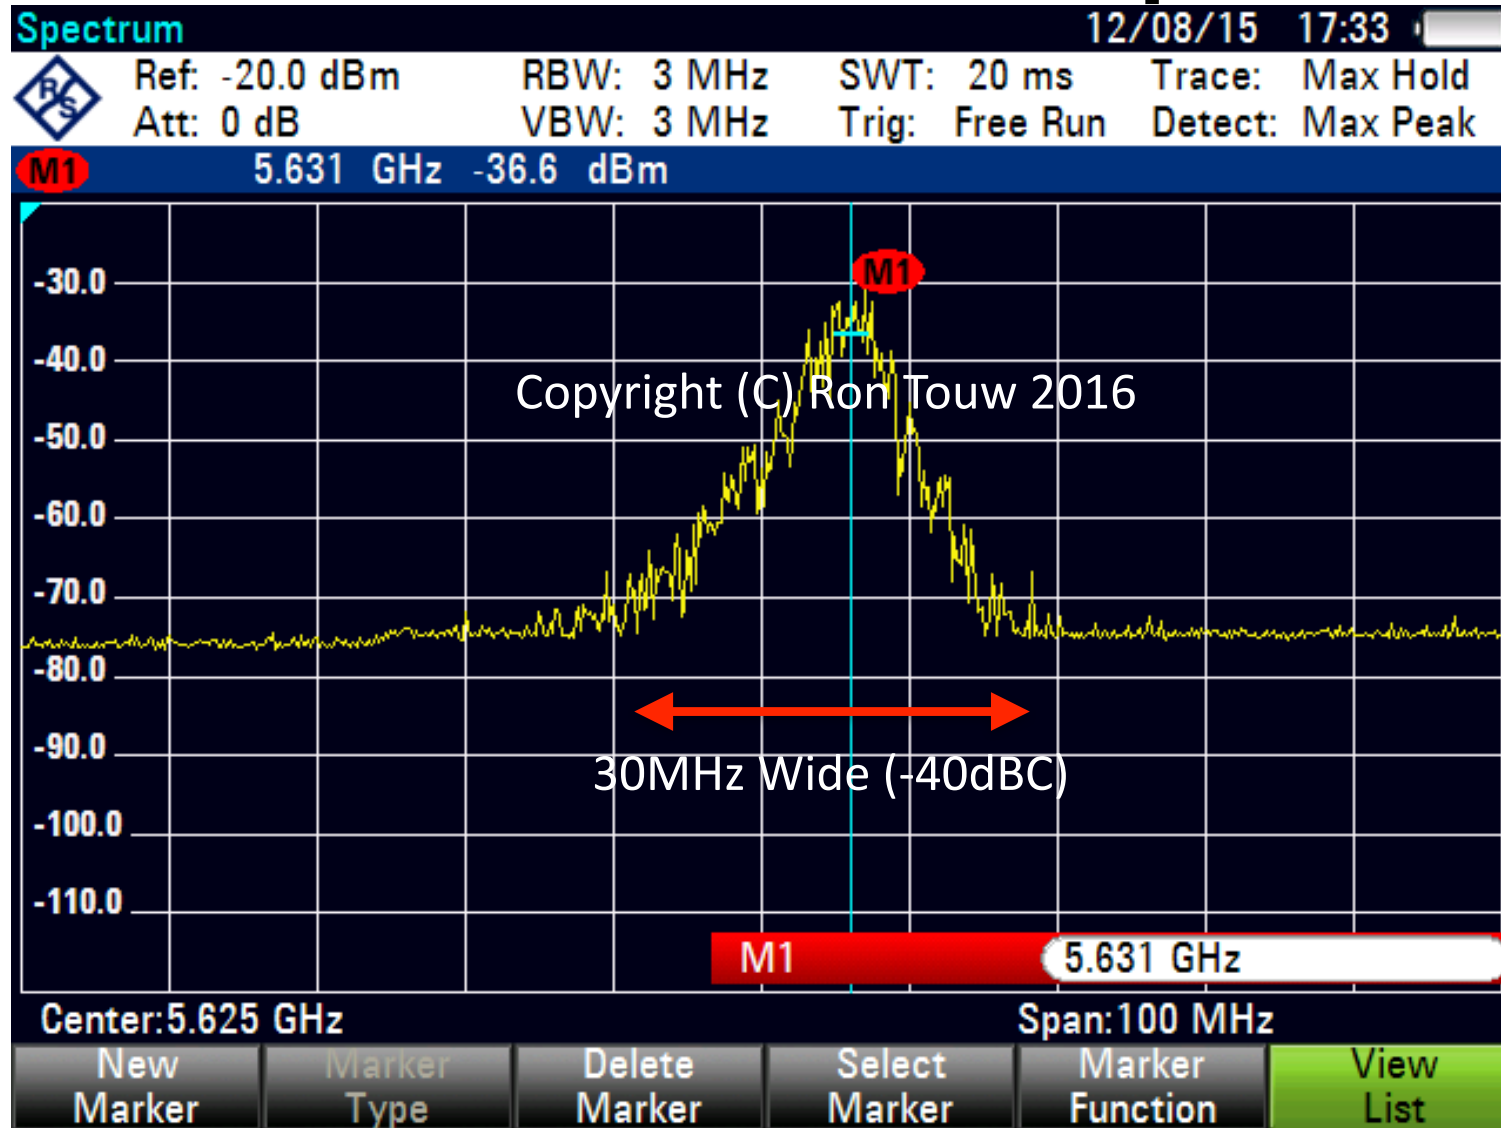 Spectrum 12/08/15 17:33
R&S Ref: -20.0 dBm RBW: 3 MHz SWT: 20 ms Trace: Max Hold
Att: 0 dB VBW: 3 MHz Trig: Free Run Detect: Max Peak
M1 5.631 GHz -36.6 dBm
M1
-30.0
-40.0
Copyright (C) Ron Touw 2016
-50.0
-60.0
-70.0
-80.0
-90.0
30MHz Wide (-40dBC)
-100.0
-110.0
M1 5.631 GHz
Center:5.625 GHz Span:100 MHz
New Marker Delete Select Marker View
Marker Type Marker Marker Function List